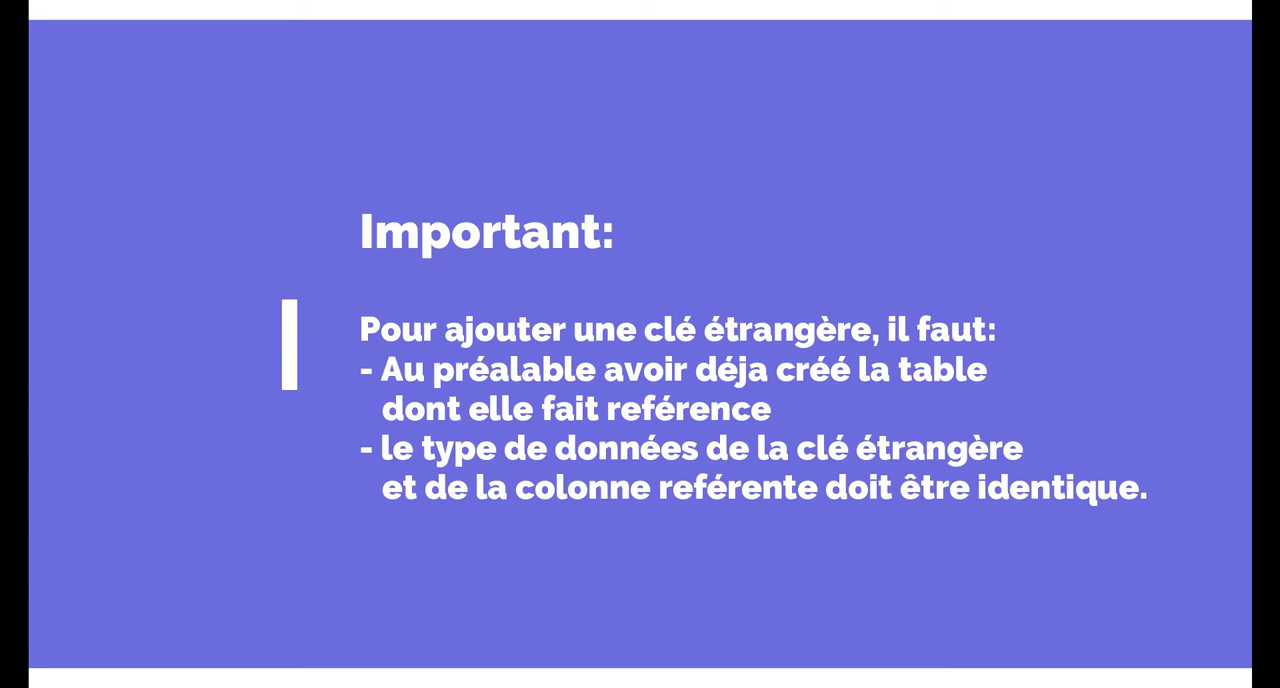 Important:
Pour ajouter une clé étrangère, il faut:
- Au préalable avoir déja créé la table
dont elle fait reférence
- le type de données de la clé étrangère
et de la colonne reférente doit être identique.